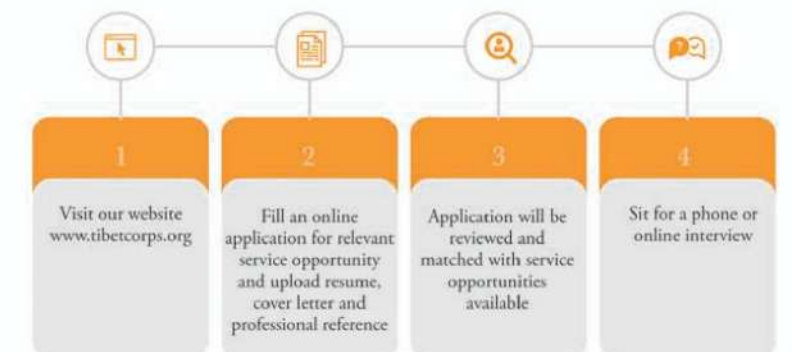 1
Visit our website
www.tibetcorps.org
2
Fill an online
application for relevant
service opportunity
and upload resume,
cover letter and
professional reference
3
Application will be
reviewed and
matched with service
opportunities
available
4
Sit for a phone or
online interview